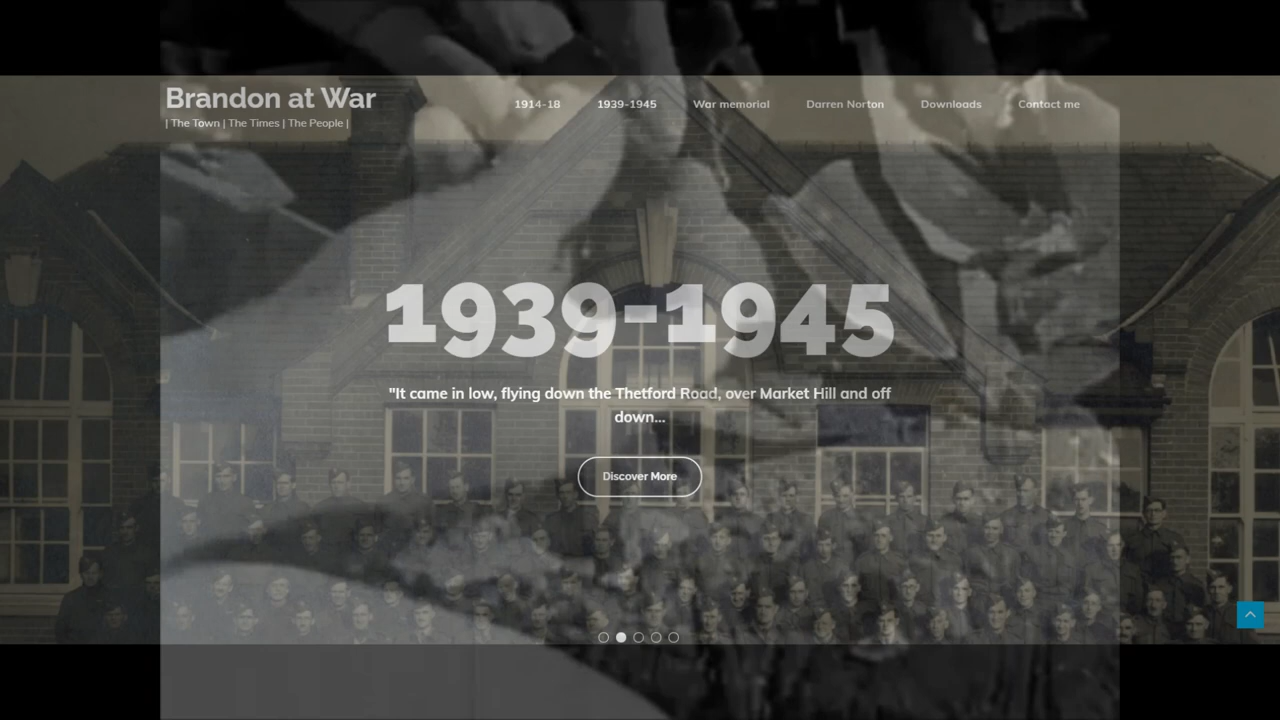 Brandon at War
1914-18
1939-1945
War memorial
Darren Norton
Downloads
Contact me
| The Town | The Times | The People |
1939-1945
"It came in low, flying down the Thetford Road, over Market Hill and off
down...
Discover More